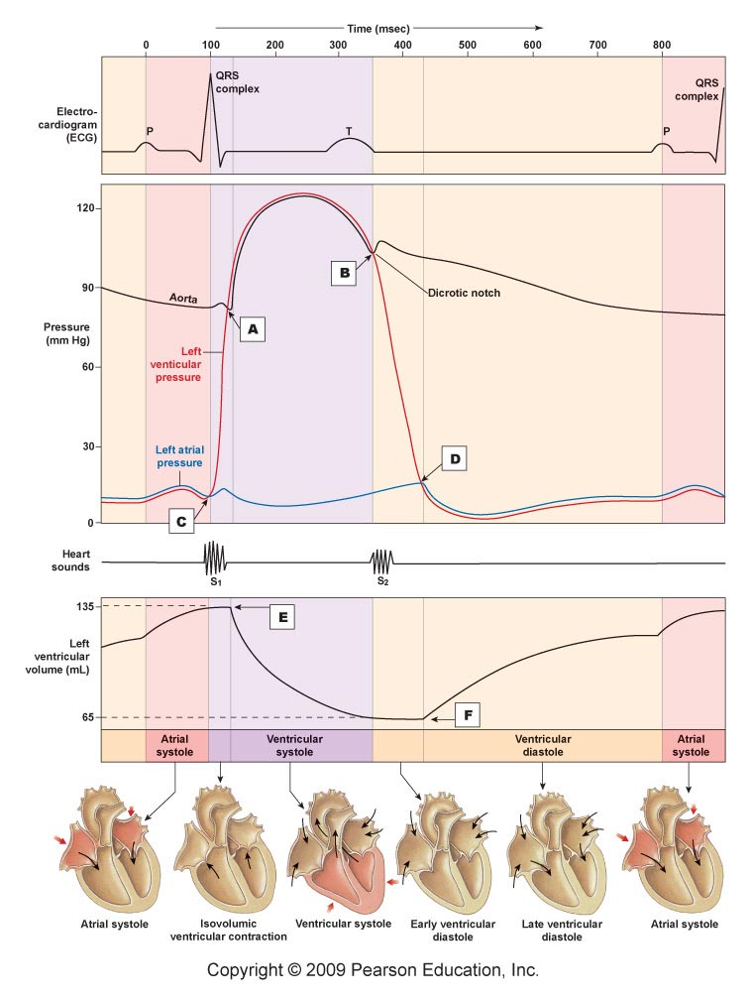 Time (msec)
0 100 200 300 400 500 600 700 800
QRS
complex
QRS
complex
Electro-
cardiogram
(ECG)
P
T
P
120
90
Pressure
(mm Hg)
60
30
0
Aorta
A
B
Dicrotic notch
Left
venticular
pressure
Left atrial
pressure
C
D
Heart
sounds
S1
S2
135
Left
ventricular
volume (mL)
65
E
F
Atrial
systole
Ventricular
systole
Ventricular
diastole
Atrial
systole
Atrial systole
Isovolumic
ventricular contraction
Ventricular systole
Early ventricular
diastole
Late ventricular
diastole
Atrial systole
Copyright © 2009 Pearson Education, Inc.